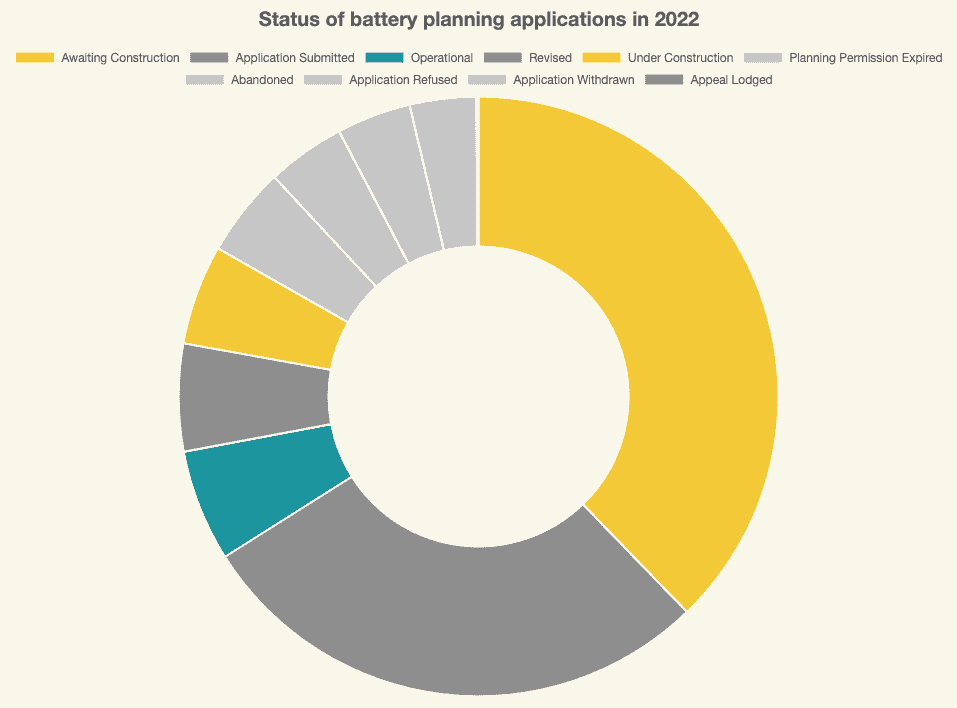 Status of battery planning applications in 2022
Awaiting Construction Application Submitted Operational Revised Under Construction Planning Permission Expired
Abandoned Application Refused Application Withdrawn Appeal Lodged